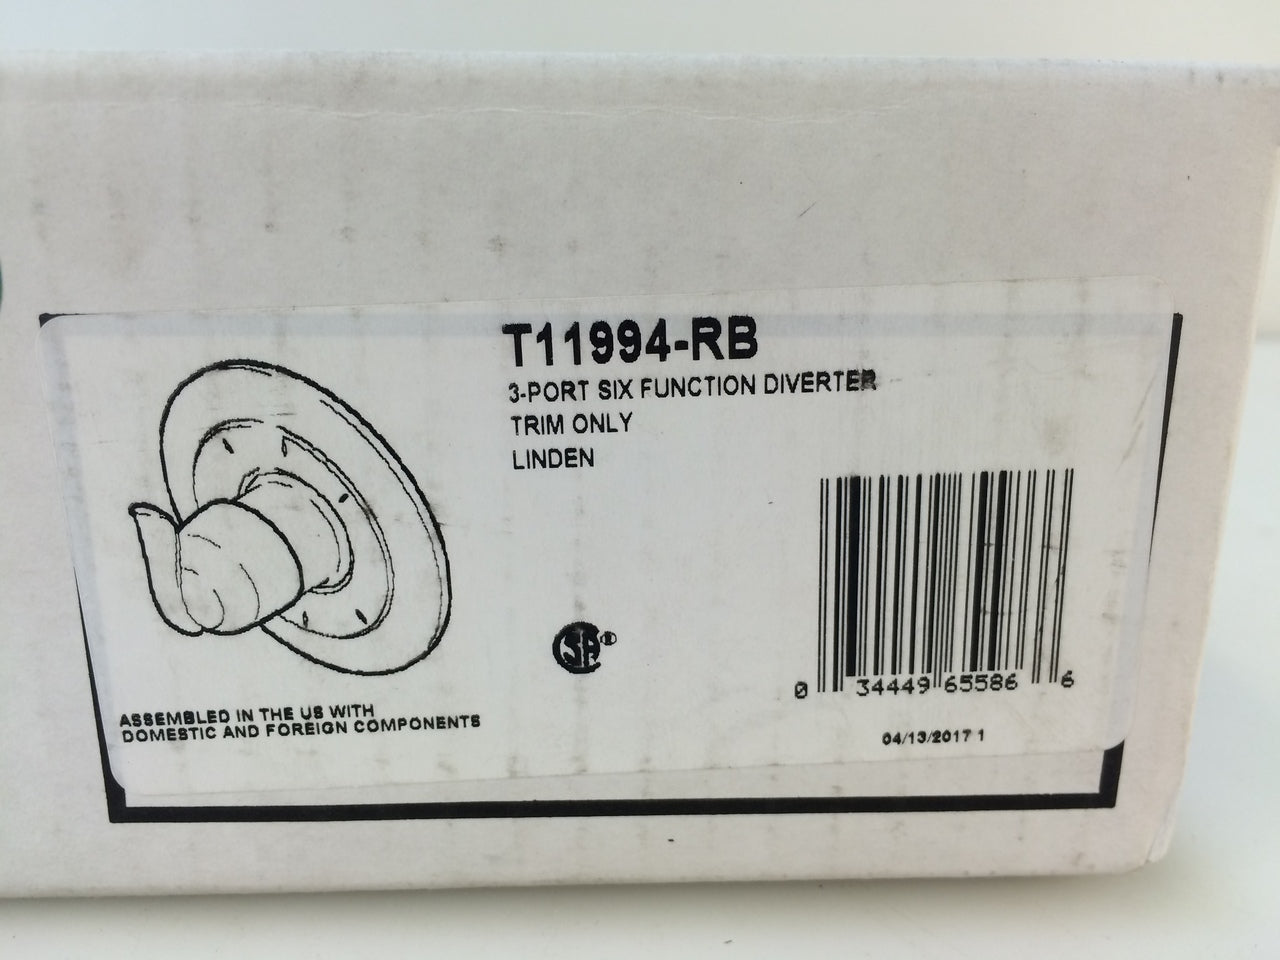 T11994-RB
3-PORT SIX FUNCTION DIVERTER
TRIM ONLY
LINDEN
SA®
0 34449 65586 6
ASSEMBLED IN THE US WITH
DOMESTIC AND FOREIGN COMPONENTS
04/13/2017 1